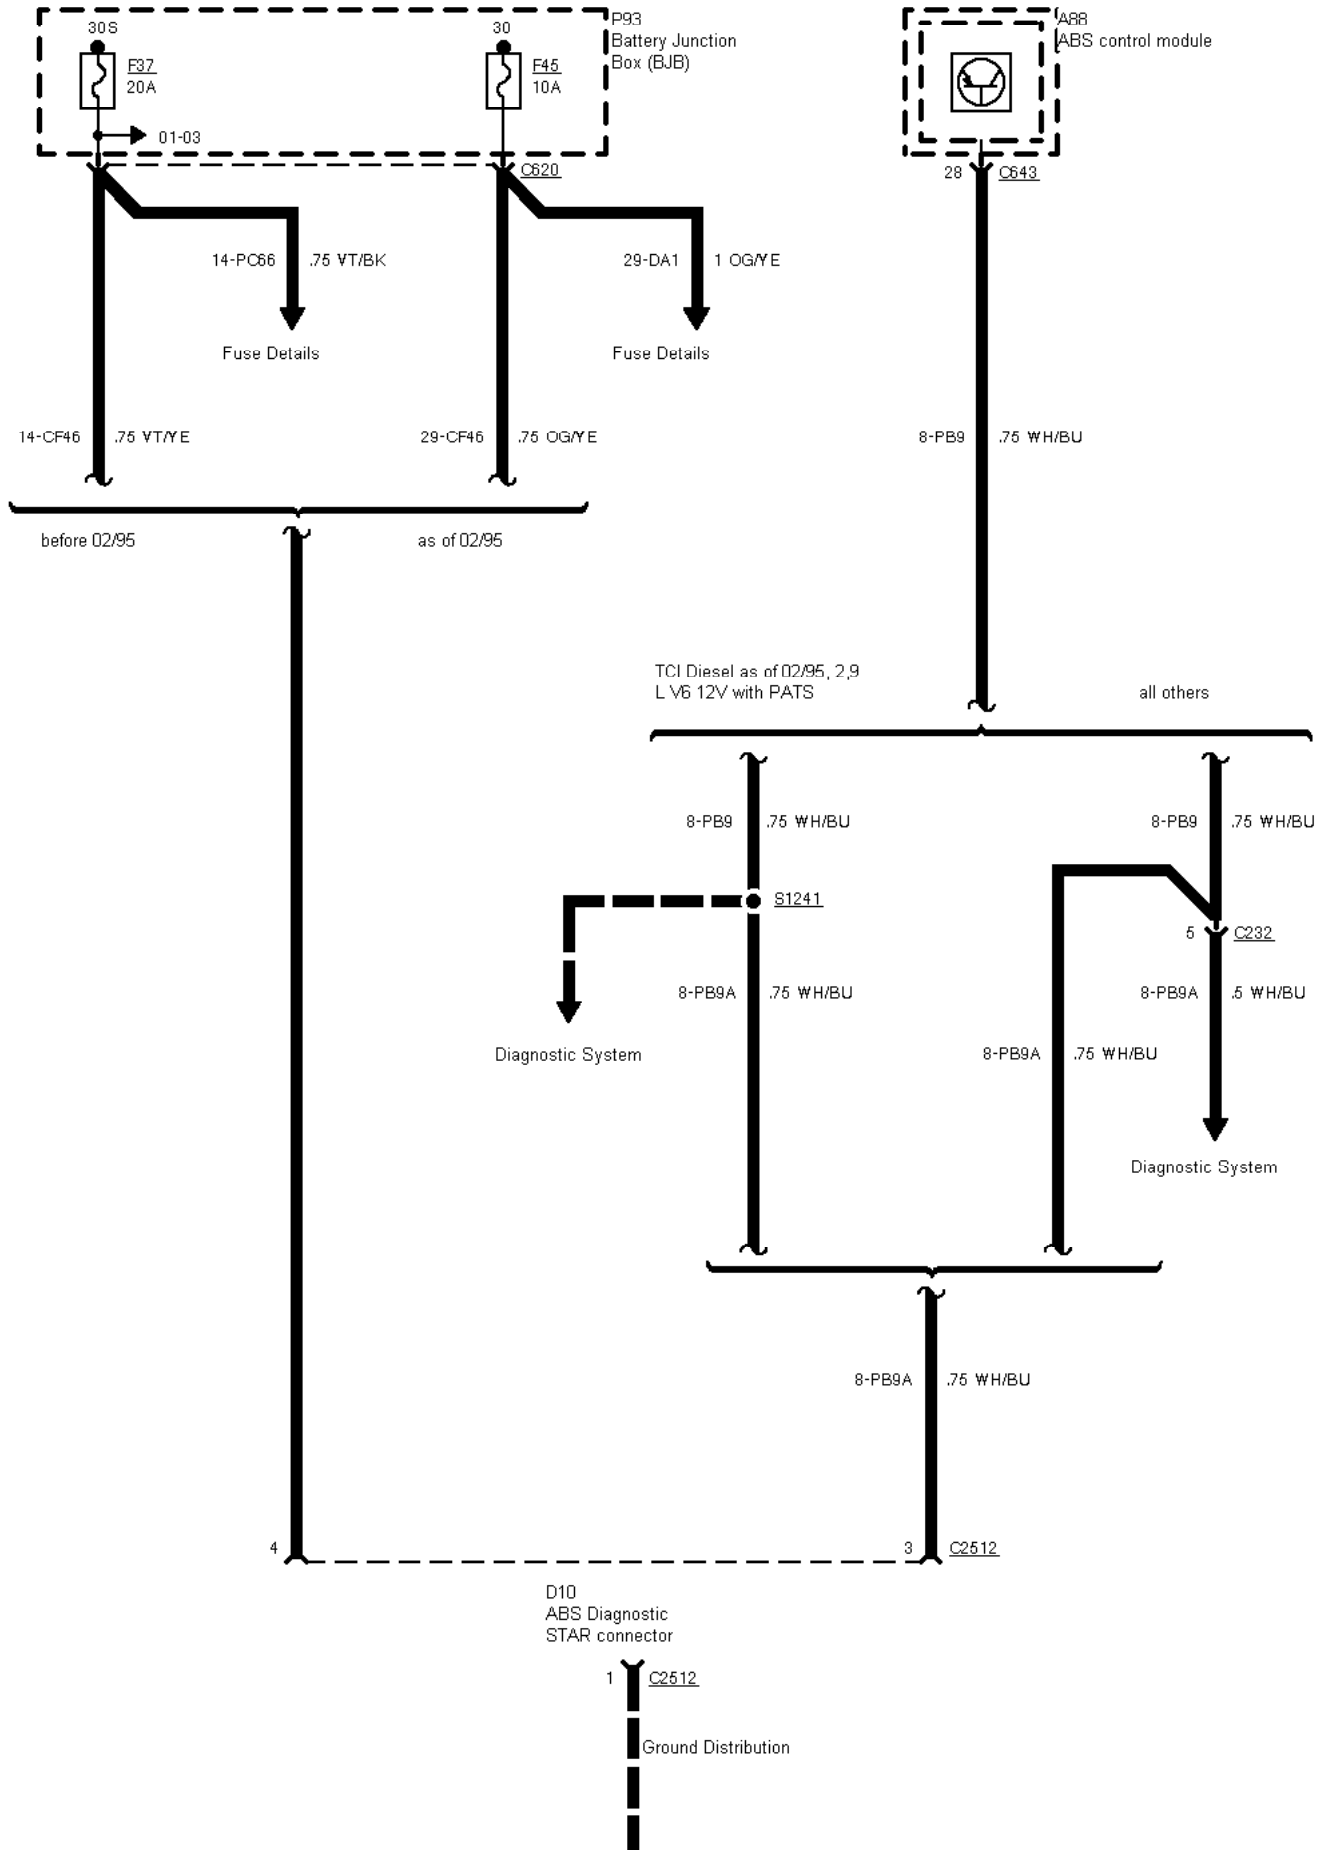 30S
30
P93
Battery Junction
Box (BJB)
A88
ABS control module
F37
20A
F45
10A
01-03
C620
28
C643
14-PC66
.75 VT/BK
29-DA1
1 OG/YE
Fuse Details
Fuse Details
14-CF46
.75 VT/YE
29-CF46
.75 OG/YE
8-PB9
.75 WH/BU
before 02/95
as of 02/95
TCI Diesel as of 02/95, 2,9
L V6 12V with PATS
all others
8-PB9
.75 WH/BU
8-PB9
.75 WH/BU
S1241
5
C232
8-PB9A
.75 WH/BU
8-PB9A
.5 WH/BU
Diagnostic System
8-PB9A
.75 WH/BU
Diagnostic System
8-PB9A
.75 WH/BU
4
3
C2512
D10
ABS Diagnostic
STAR connector
1
C2512
Ground Distribution